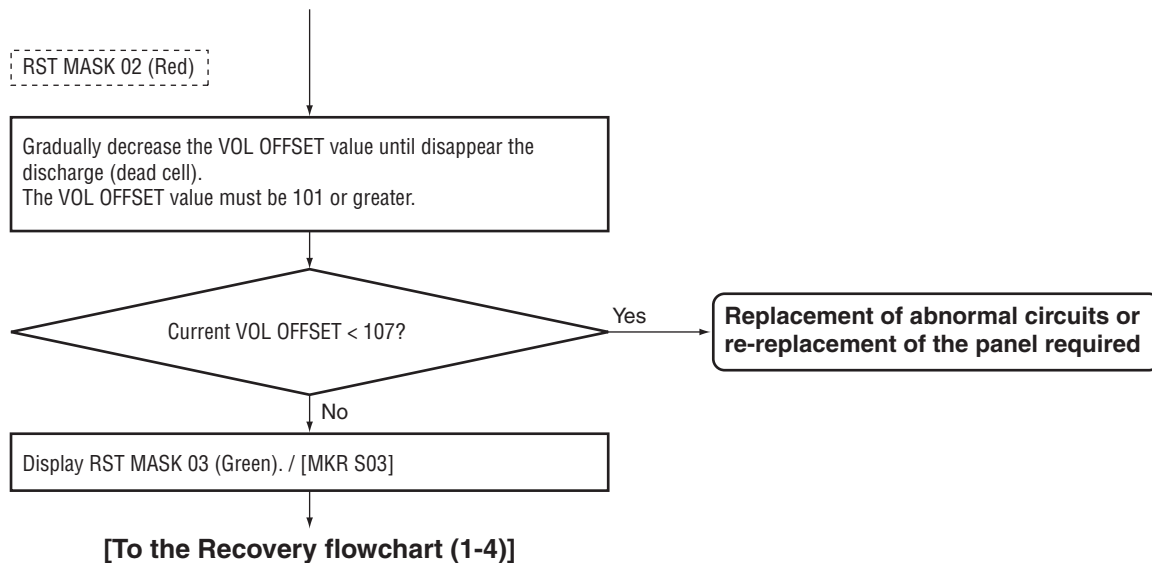 RST MASK 02 (Red)
Gradually decrease the VOL OFFSET value until disappear the
discharge (dead cell).
The VOL OFFSET value must be 101 or greater.
Current VOL OFFSET < 107?
Yes
Replacement of abnormal circuits or
re-replacement of the panel required
No
Display RST MASK 03 (Green). / [MKR S03]
[To the Recovery flowchart (1-4)]